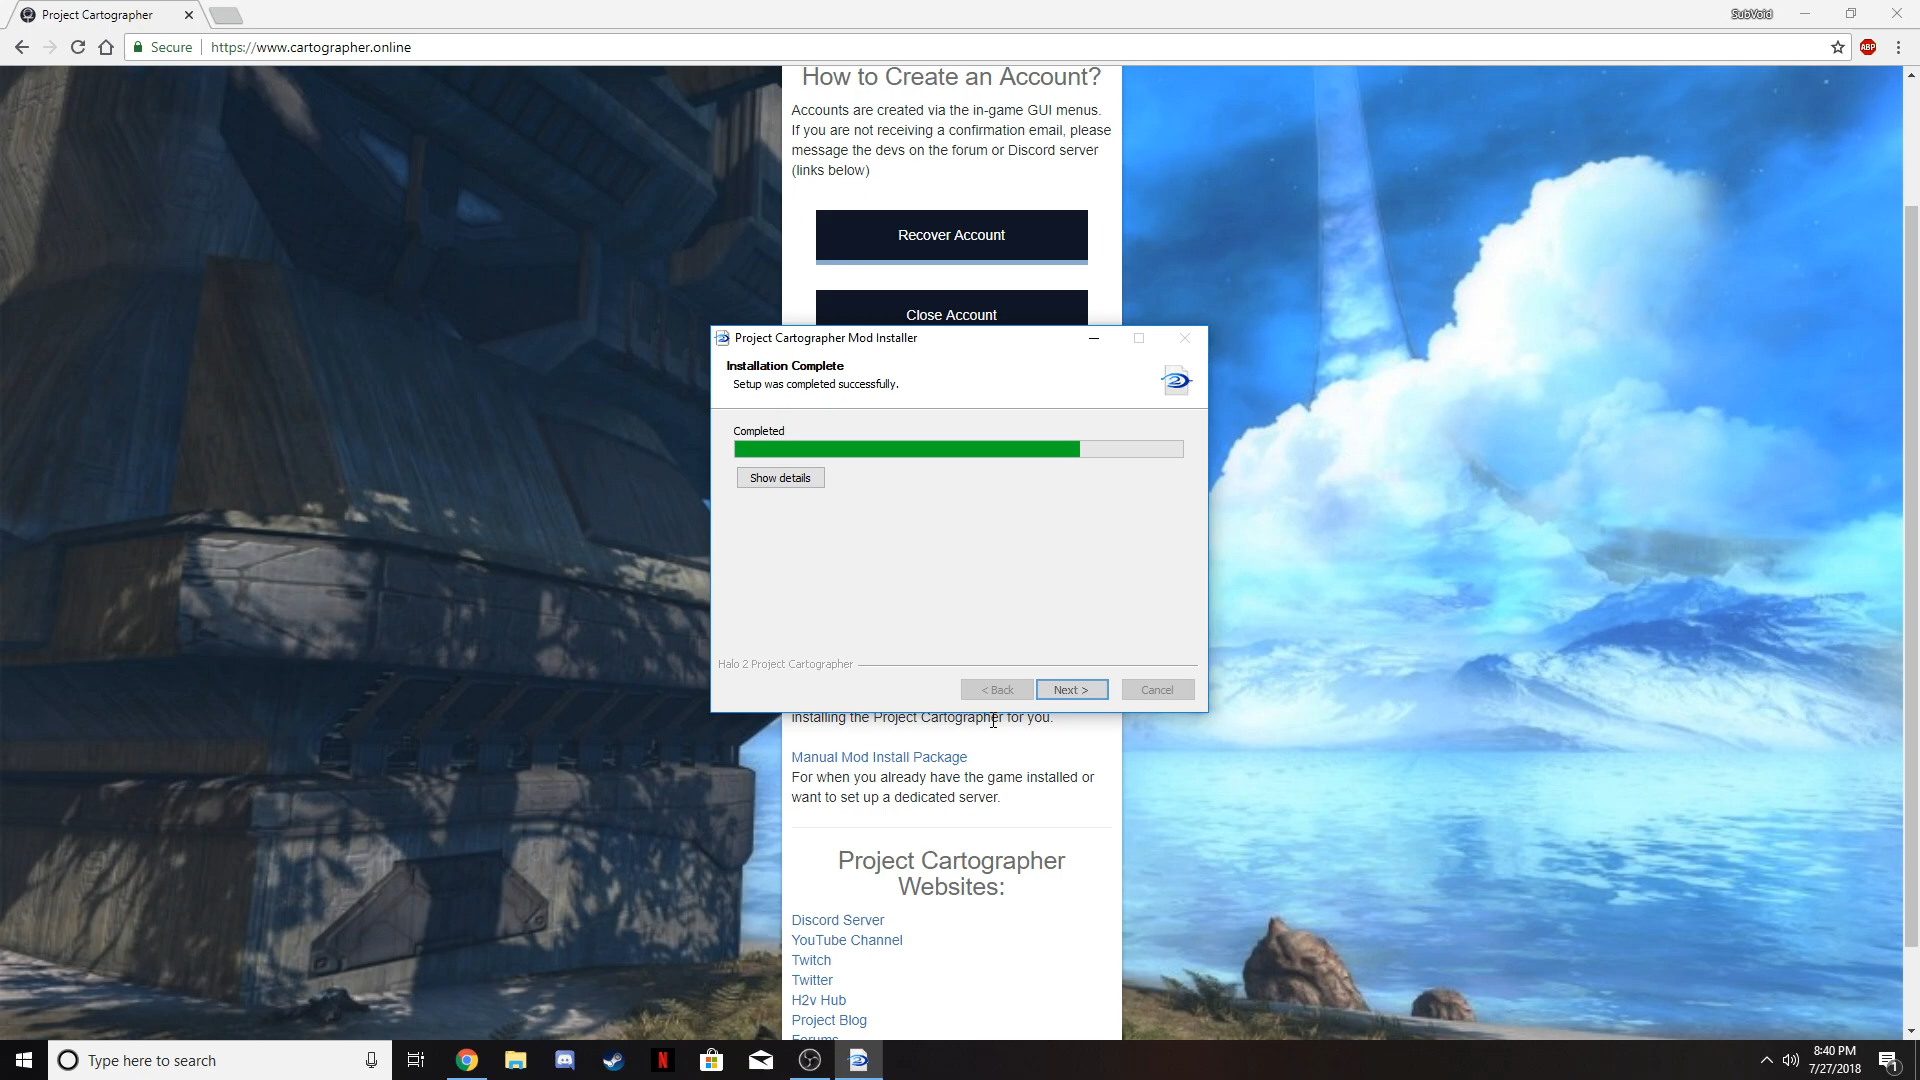 Project Cartographer
SubVoid
Secure
https://www.cartographer.online
ABP
How to Create an Account?
Accounts are created via the in-game GUI menus.
If you are not receiving a confirmation email, please
message the devs on the forum or Discord server
(links below)
Recover Account
Close Account
Project Cartographer Mod Installer
Installation Complete
Setup was completed successfully.
2
Completed
Show details
Halo 2 Project Cartographer
< Back
Next >
Cancel
installing the Project Cartographer for you.
Manual Mod Install Package
For when you already have the game installed or
want to set up a dedicated server.
Project Cartographer
Websites:
Discord Server
YouTube Channel
Twitch
Twitter
H2v Hub
Project Blog
Forums
Type here to search
N
8:40 PM
7/27/2018
1